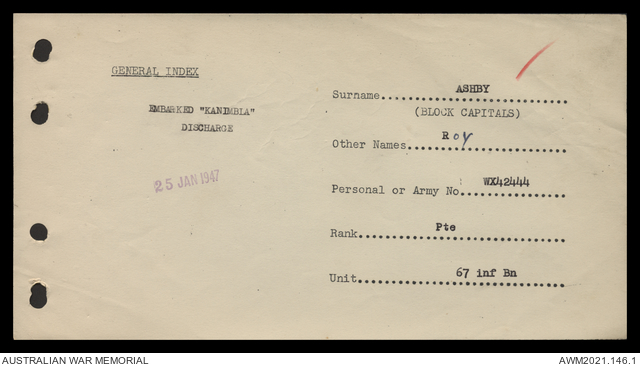 GENERAL INDEX
EMBARKED "KANIMBLA"
DISCHARGE
25 JAN 1947
Surname ASHBY
(BLOCK CAPITALS)
Other Names Roy
Personal or Army No. WX42444
Rank Pte
Unit 67 inf Bn
AUSTRALIAN WAR MEMORIAL
AWM2021.146.1